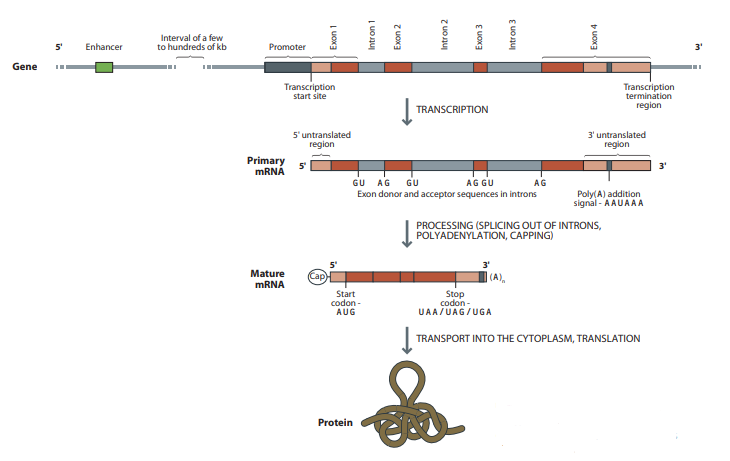 Exon 1
Intron 1
Exon 2
Intron 2
Exon 3
Intron 3
Exon 4
5'
Enhancer
Interval of a few
to hundreds of kb
Promoter
3'
Gene
Transcription
start site
Transcription
termination
region
TRANSCRIPTION
5' untranslated
region
3' untranslated
region
Primary
mRNA
5'
3'
GU AG GU AG GU AG
Exon donor and acceptor sequences in introns
Poly(A) addition
signal - AAUAAA
PROCESSING (SPLICING OUT OF INTRONS,
POLYADENYLATION, CAPPING)
Mature
mRNA
Cap
5'
3'
(A)n
Start
codon -
AUG
Stop
codon -
UAA/UAG/UGA
TRANSPORT INTO THE CYTOPLASM, TRANSLATION
Protein